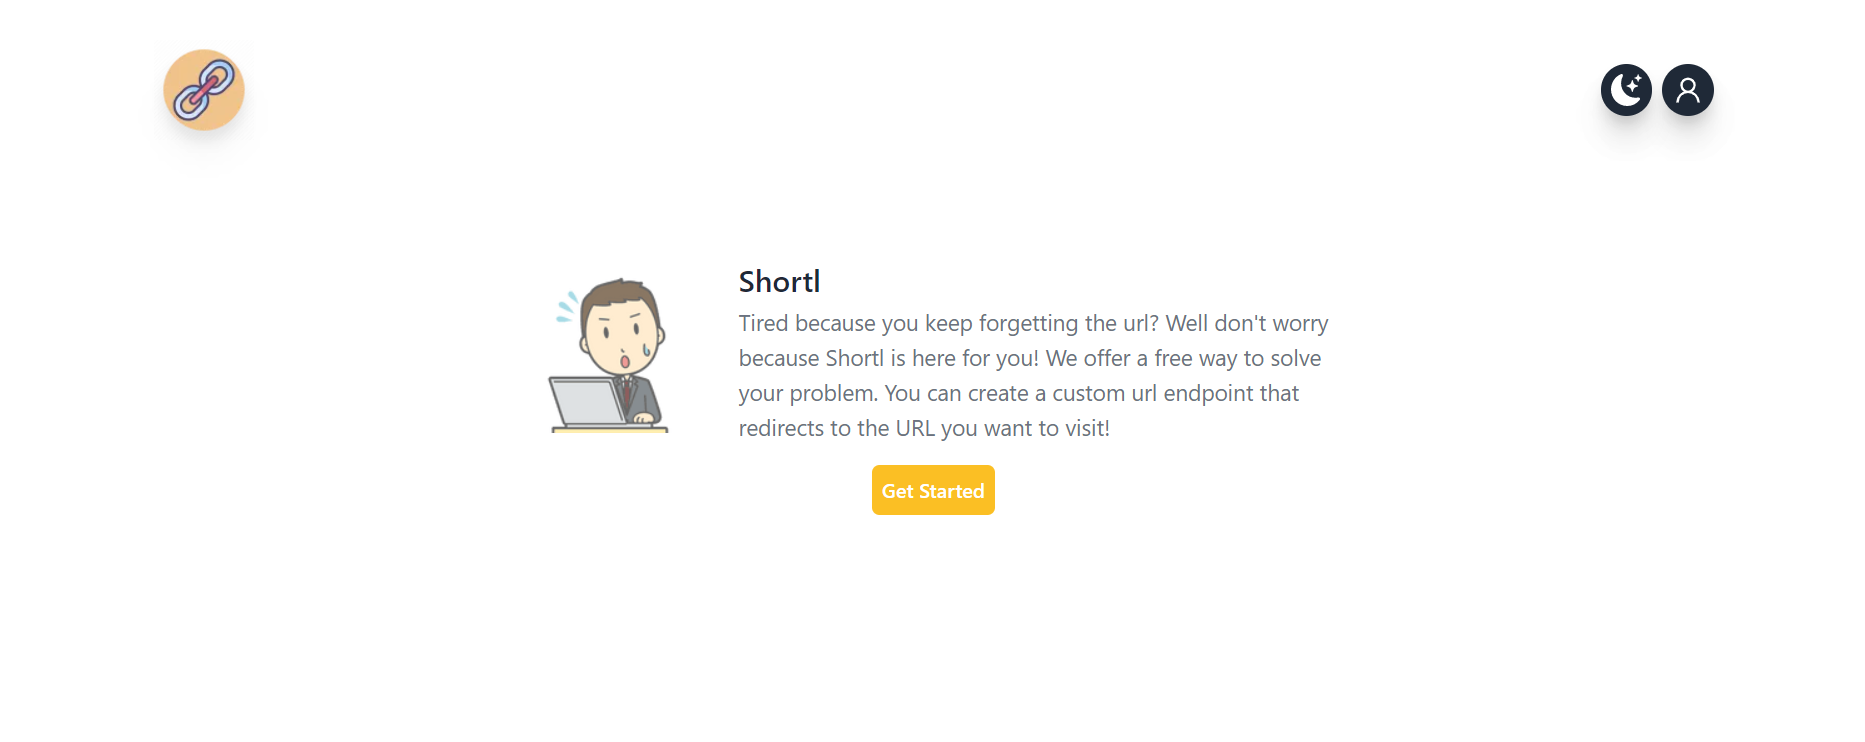 Shortl
Tired because you keep forgetting the url? Well don't worry
because Shortl is here for you! We offer a free way to solve
your problem. You can create a custom url endpoint that
redirects to the URL you want to visit!
Get Started